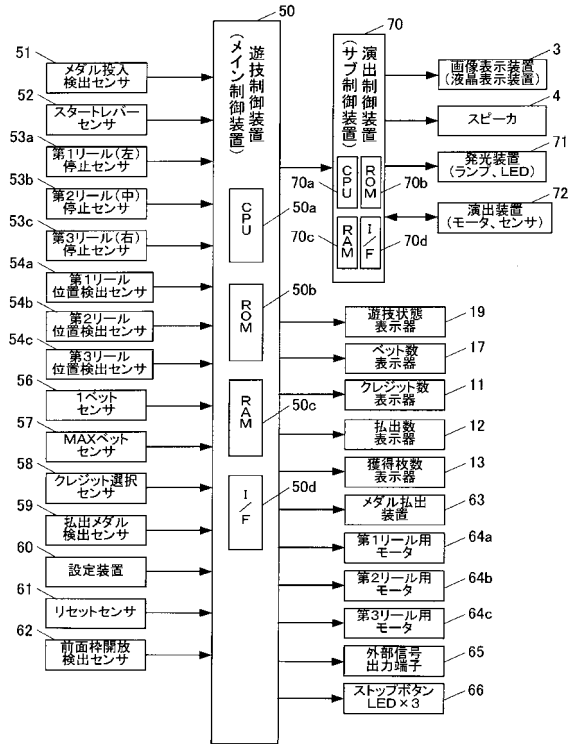 50
遊技制御装置
(メイン制御装置)
CPU
50a
ROM
50b
RAM
50c
I/F
50d
51
メダル投入
検出センサ
52
スタートレバー
センサ
53a
第1リール(左)
停止センサ
53b
第2リール(中)
停止センサ
53c
第3リール(右)
停止センサ
54a
第1リール
位置検出センサ
54b
第2リール
位置検出センサ
54c
第3リール
位置検出センサ
56
1ベット
センサ
57
MAXベット
センサ
58
クレジット選択
センサ
59
払出メダル
検出センサ
60
設定装置
61
リセットセンサ
62
前面枠開放
検出センサ
70
演出制御装置
(サブ制御装置)
CPU
70a
ROM
70b
RAM
70c
I/F
70d
3
画像表示装置
(液晶表示装置)
4
スピーカ
71
発光装置
(ランプ、LED)
72
演出装置
(モータ、センサ)
遊技状態
表示器
19
ベット数
表示器
17
クレジット数
表示器
11
払出数
表示器
12
獲得枚数
表示器
13
メダル払出
装置
63
第1リール用
モータ
64a
第2リール用
モータ
64b
第3リール用
モータ
64c
外部信号
出力端子
65
ストップボタン
LED×3
66